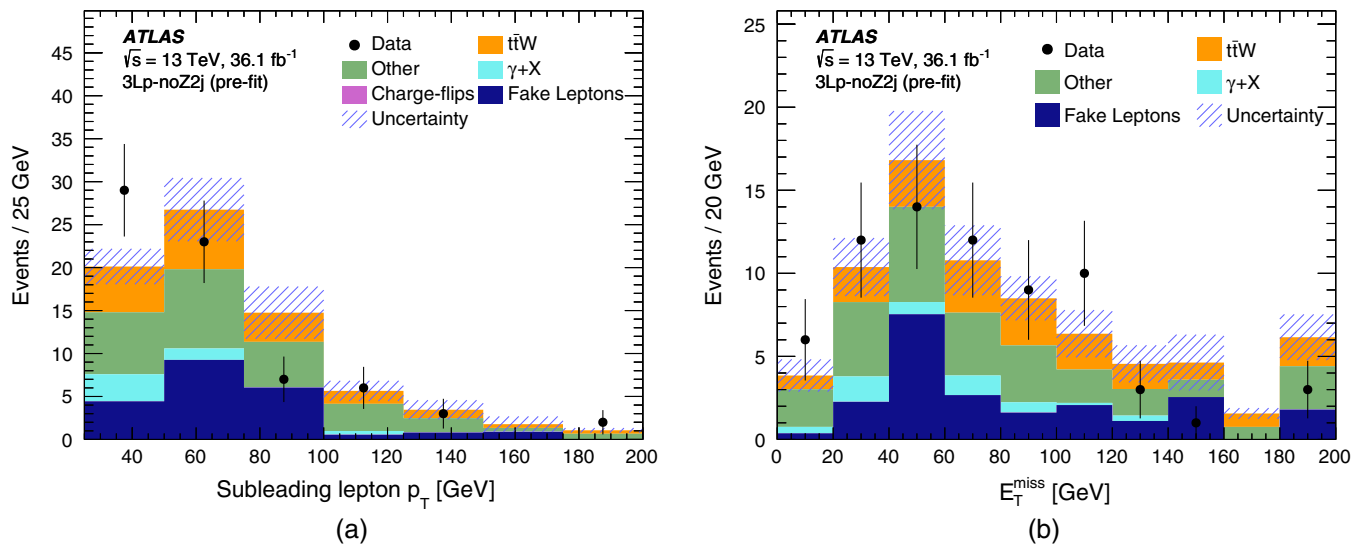 ATLAS
√s = 13 TeV, 36.1 fb⁻¹
3Lp-noZ2j (pre-fit)
Data
tt̄W
Other
γ+X
Charge-flips
Fake Leptons
Uncertainty
Events / 25 GeV
45
40
35
30
25
20
15
10
5
0
40 60 80 100 120 140 160 180 200
Subleading lepton p_T [GeV]
(a)
ATLAS
√s = 13 TeV, 36.1 fb⁻¹
3Lp-noZ2j (pre-fit)
Data
tt̄W
Other
γ+X
Fake Leptons
Uncertainty
Events / 20 GeV
25
20
15
10
5
0
0 20 40 60 80 100 120 140 160 180 200
E_T^miss [GeV]
(b)